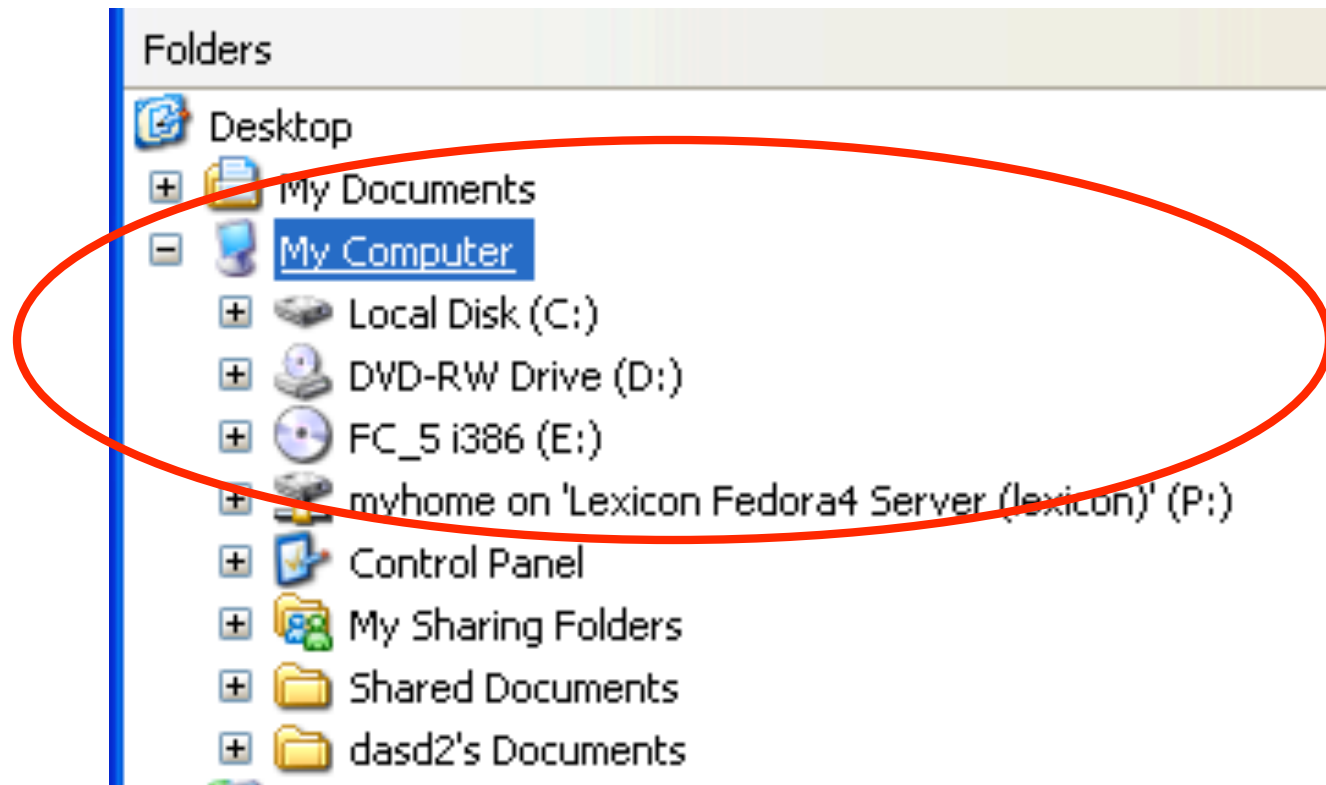 Folders
Desktop
My Documents
My Computer
Local Disk (C:)
DVD-RW Drive (D:)
FC_5 i386 (E:)
myhome on 'Lexicon Fedora4 Server (lexicon)' (P:)
Control Panel
My Sharing Folders
Shared Documents
dasd2's Documents